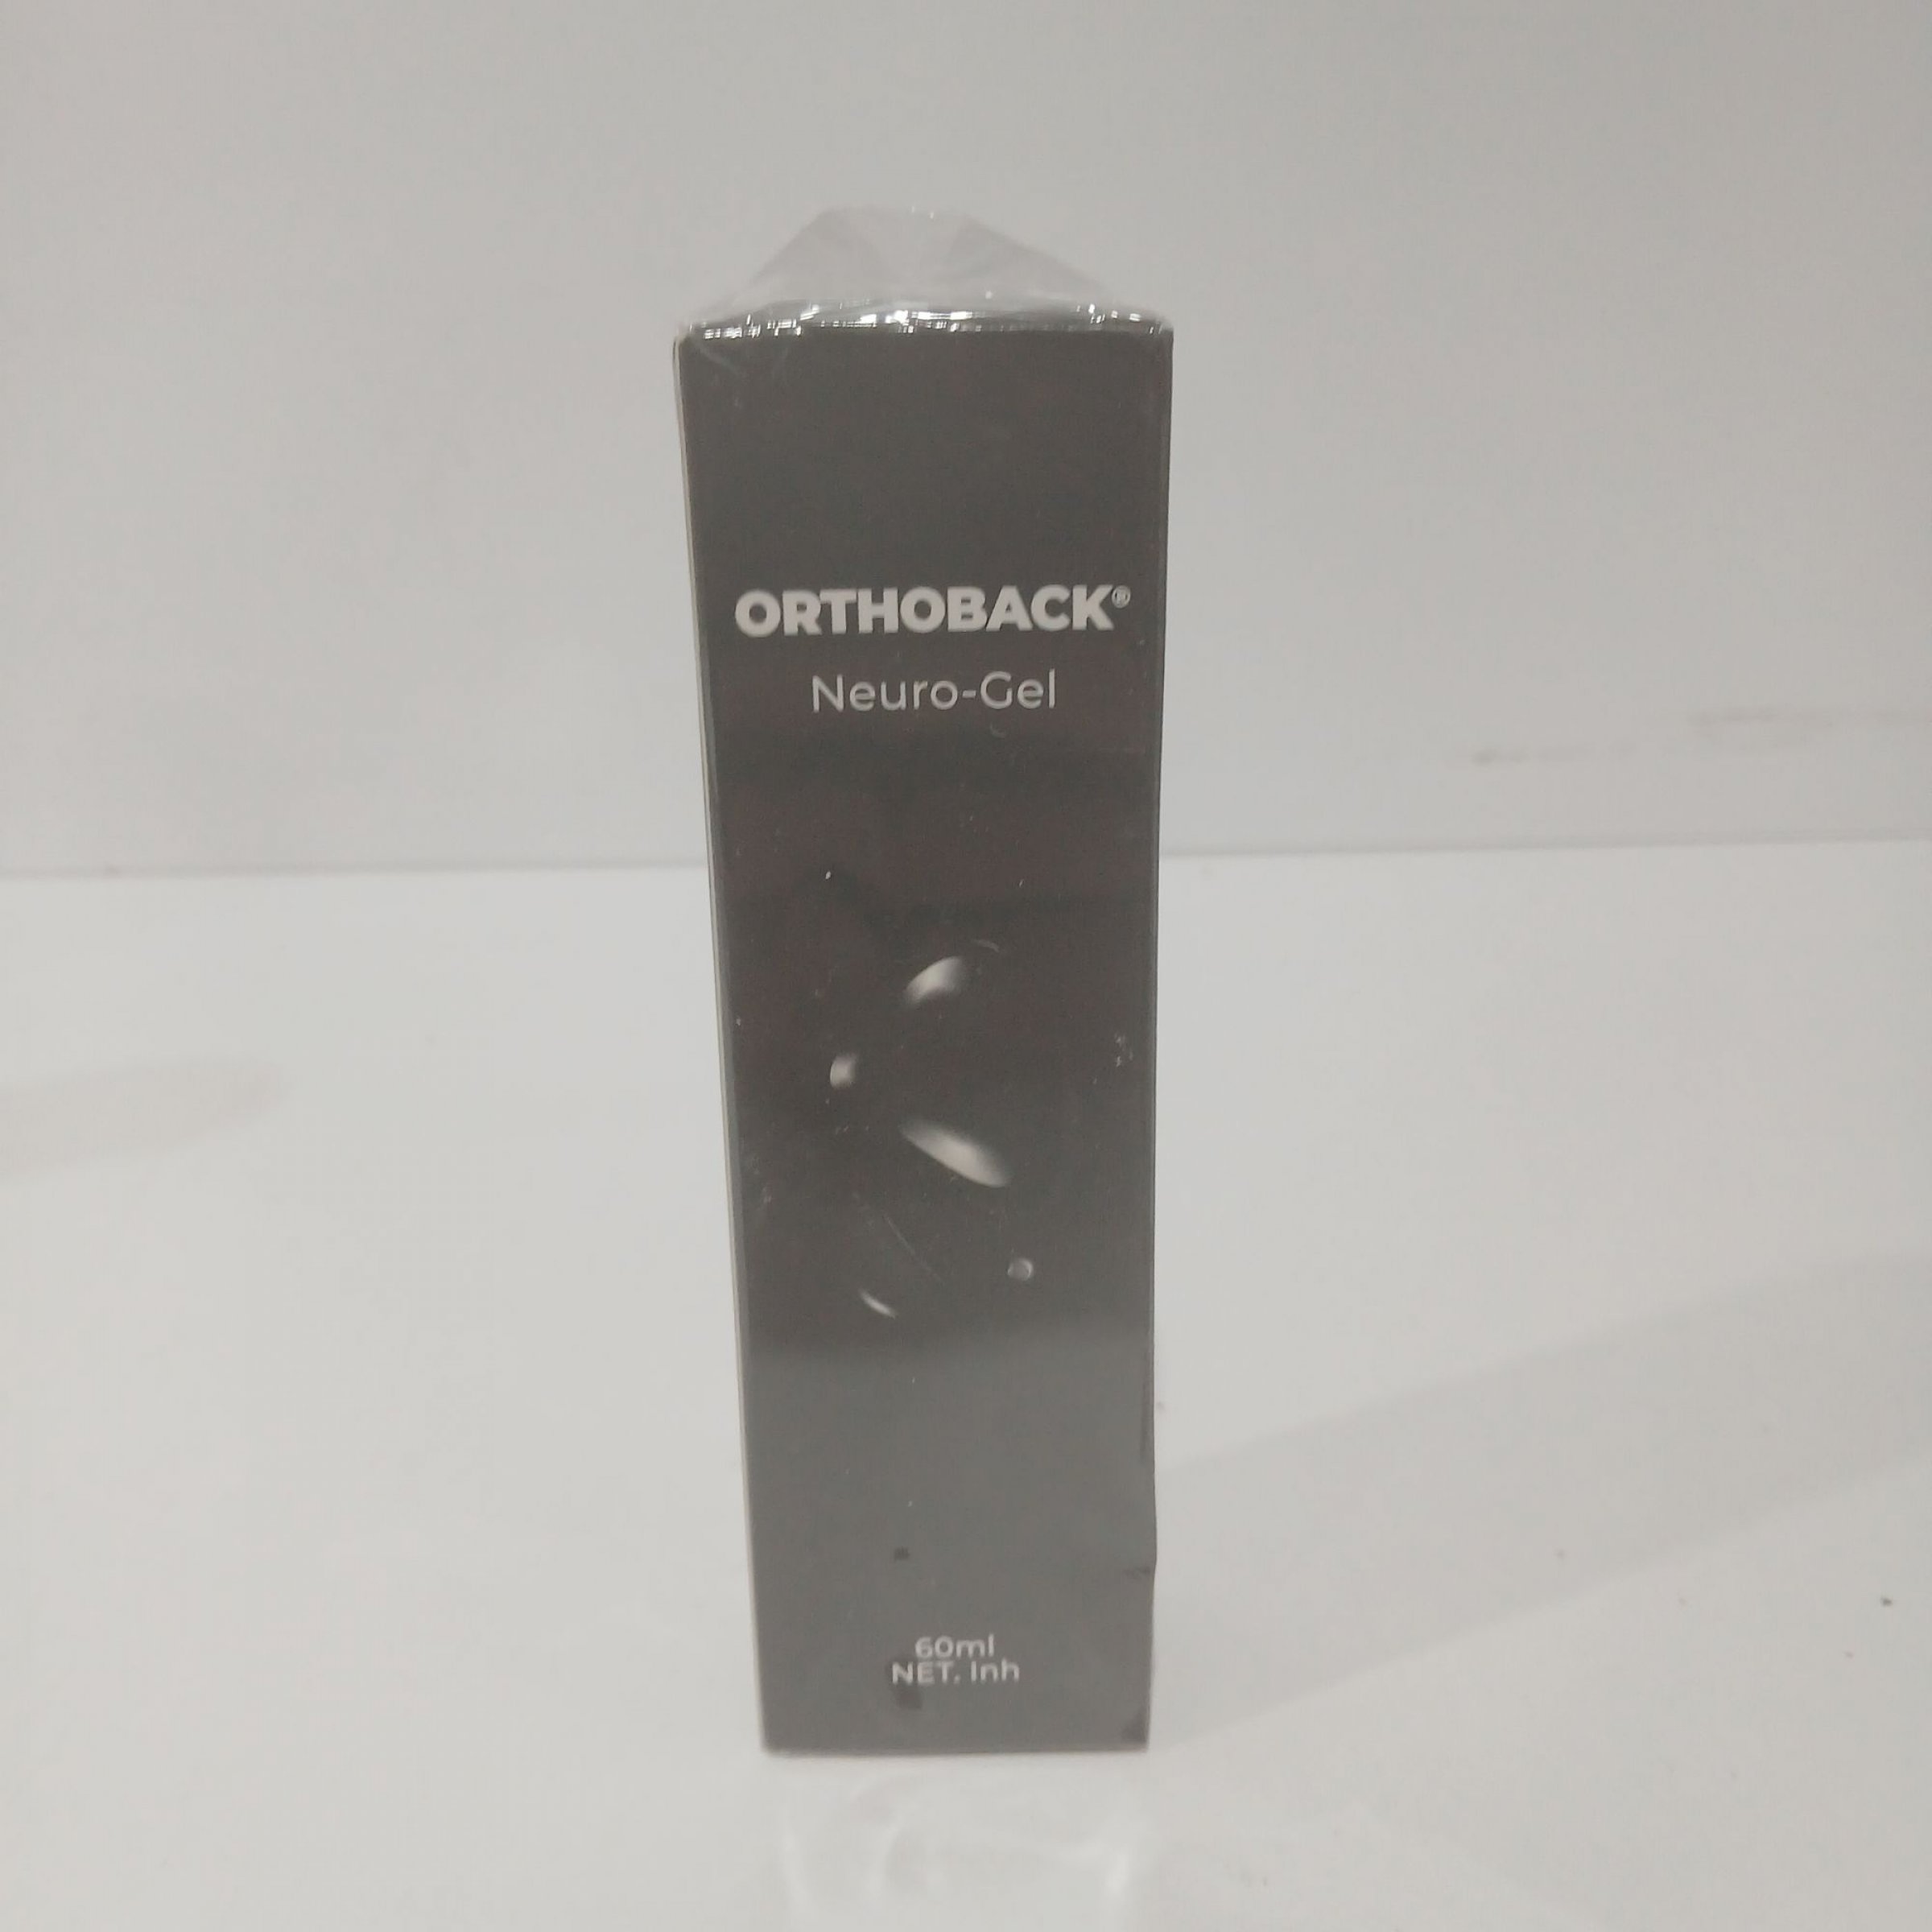 ORTHOBACK®
Neuro-Gel
60ml
NET. Inh